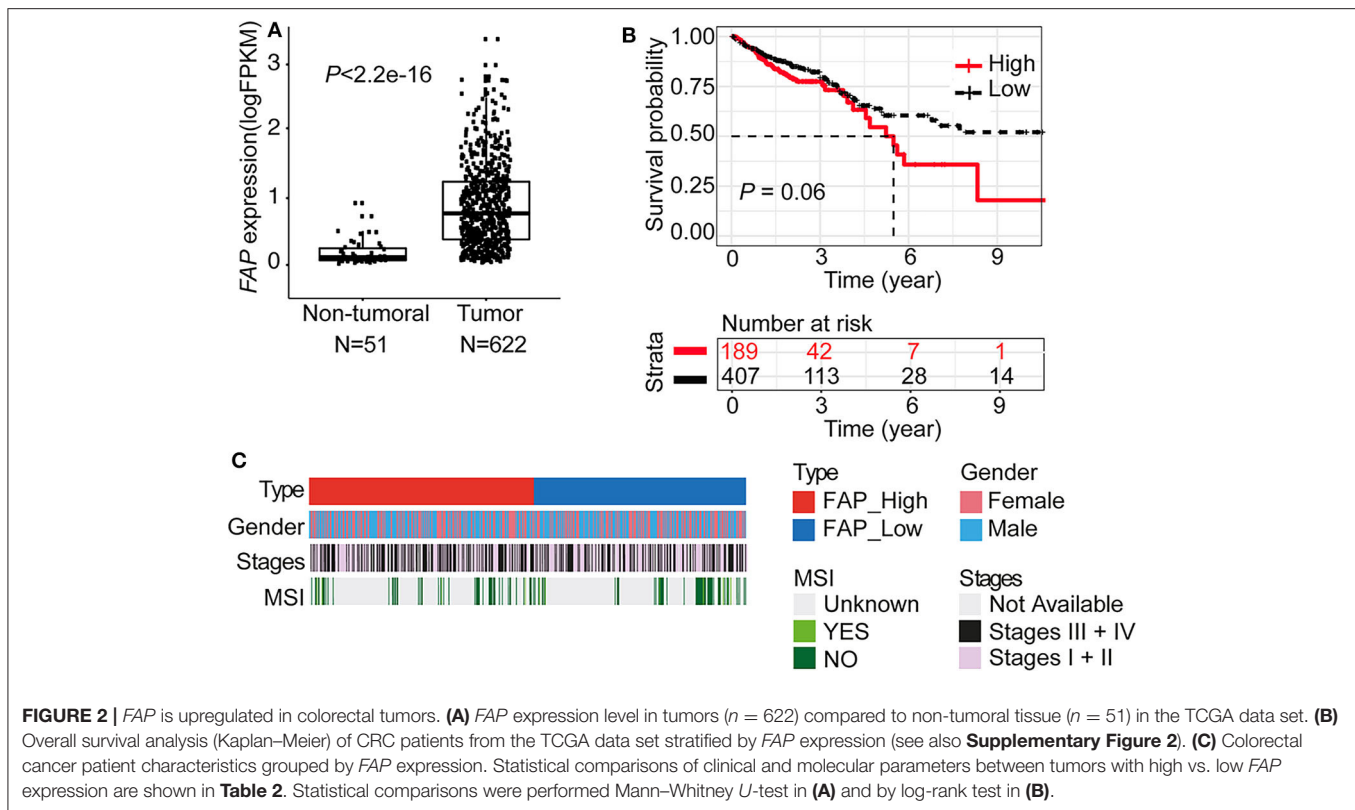 A
FAP expression(logFPKM)
3
2
1
0
P<2.2e-16
Non-tumoral
Tumor
N=51
N=622
B
Survival probability
1.00
0.75
0.50
0.25
0.00
High
Low
P = 0.06
0 3 6 9
Time (year)
Number at risk
Strata
189 42 7 1
407 113 28 14
0 3 6 9
Time (year)
C
Type
Gender
Stages
MSI
Type
FAP_High
FAP_Low
Gender
Female
Male
MSI
Unknown
YES
NO
Stages
Not Available
Stages III + IV
Stages I + II
FIGURE 2 | FAP is upregulated in colorectal tumors. (A) FAP expression level in tumors (n = 622) compared to non-tumoral tissue (n = 51) in the TCGA data set. (B)
Overall survival analysis (Kaplan–Meier) of CRC patients from the TCGA data set stratified by FAP expression (see also Supplementary Figure 2). (C) Colorectal
cancer patient characteristics grouped by FAP expression. Statistical comparisons of clinical and molecular parameters between tumors with high vs. low FAP
expression are shown in Table 2. Statistical comparisons were performed Mann–Whitney U-test in (A) and by log-rank test in (B).